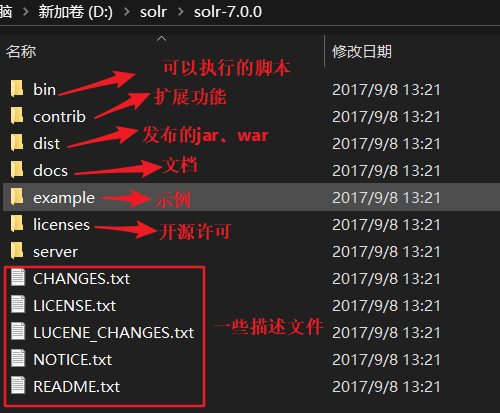 脑 › 新加卷 (D:) › solr › solr-7.0.0
名称 修改日期
bin 可以执行的脚本 2017/9/8 13:21
contrib 扩展功能 2017/9/8 13:21
dist 发布的jar、war 2017/9/8 13:21
docs 文档 2017/9/8 13:21
example 示例 2017/9/8 13:21
licenses 开源许可 2017/9/8 13:21
server 2017/9/8 13:21
CHANGES.txt 2017/9/8 13:21
LICENSE.txt 2017/9/8 13:21
LUCENE_CHANGES.txt 一些描述文件 2017/9/8 13:21
NOTICE.txt 2017/9/8 13:21
README.txt 2017/9/8 13:21